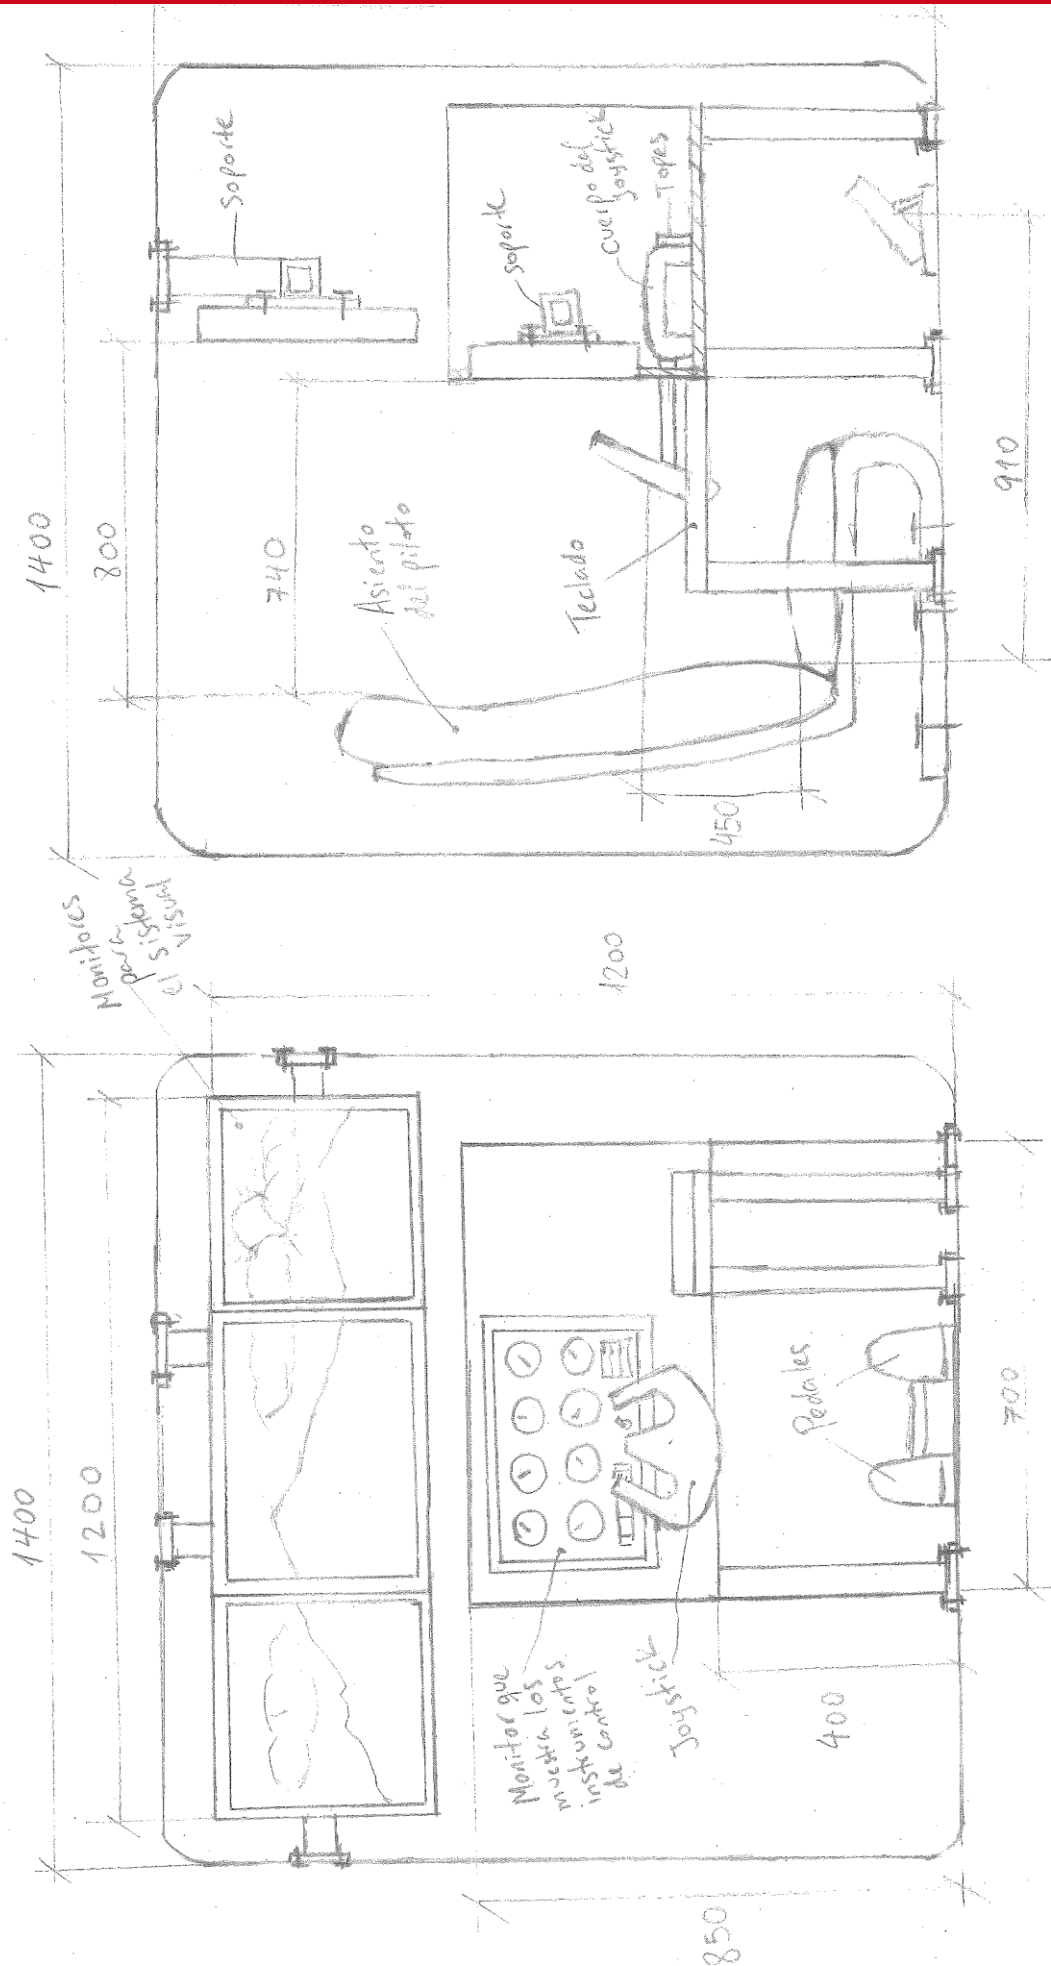 1400
1200
Monitores
para
el sistema
visual
1200
850
Monitor que
muestra los
instrumentos
de control
Joystick
400
Pedales
700
1400
800
740
soporte
soporte
cuerpo del
joystick
Topes
Asiento
del piloto
Teclado
450
910